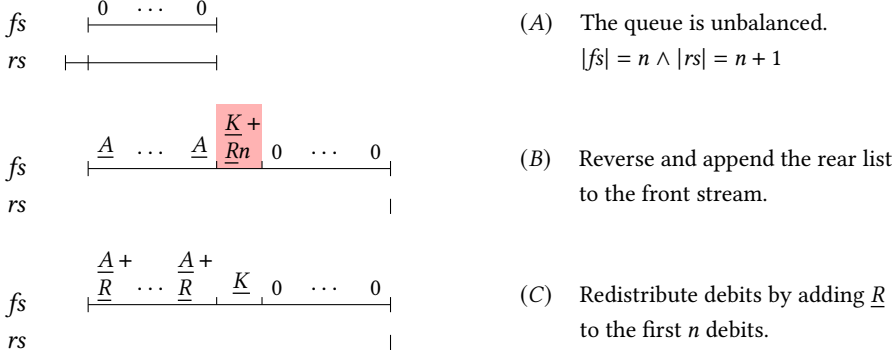 0 ··· 0
fs
rs
(A) The queue is unbalanced.
|fs| = n ∧ |rs| = n + 1
K +
A ··· A Rn 0 ··· 0
fs
rs
(B) Reverse and append the rear list
to the front stream.
A + A +
R ··· R K 0 ··· 0
fs
rs
(C) Redistribute debits by adding R
to the first n debits.